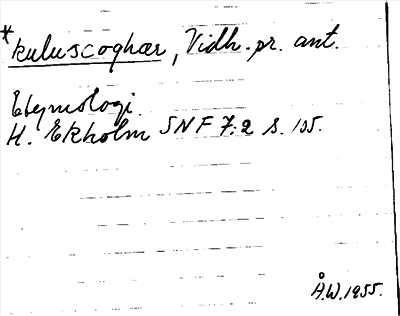 *kuluscoghær, Vidh. pr. ant.
Etymologi.
H. Ekholm SNF 7:2 s. 105.
Å.W. 1955.